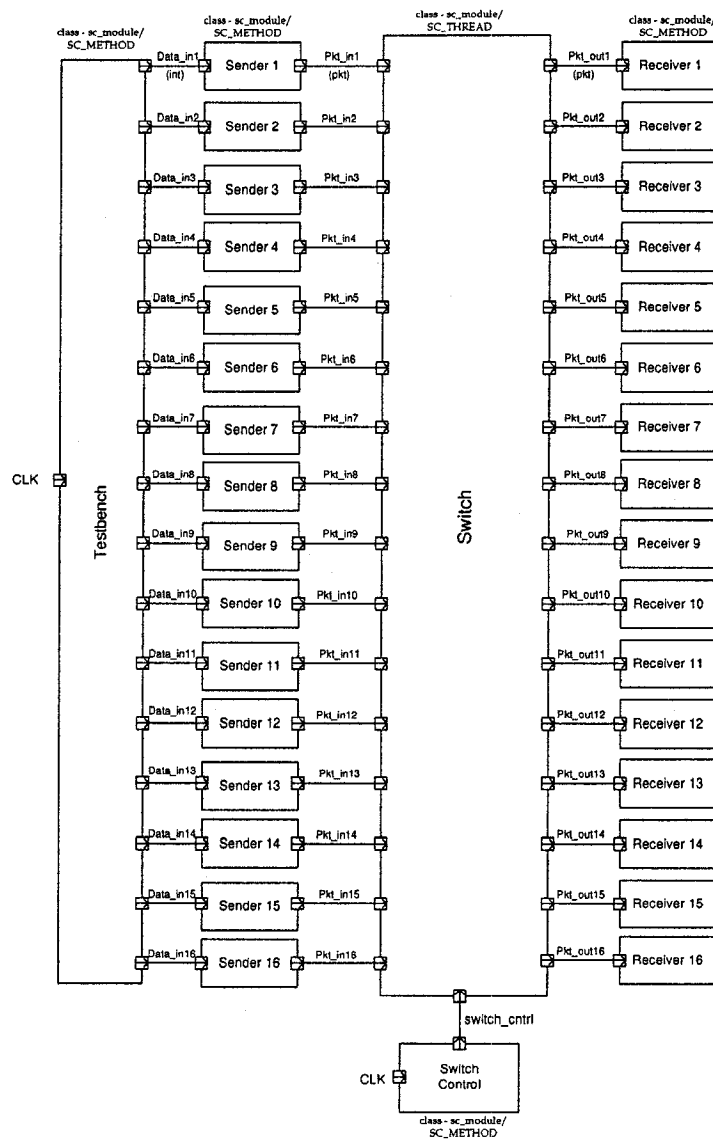 class - sc_module/
SC_METHOD
class - sc_module/
SC_METHOD
class - sc_module/
SC_THREAD
class - sc_module/
SC_METHOD
Data_in1
(int)
Sender 1
Pkt_in1
(pkt)
Pkt_out1
(pkt)
Receiver 1
Data_in2
Sender 2
Pkt_in2
Pkt_out2
Receiver 2
Data_in3
Sender 3
Pkt_in3
Pkt_out3
Receiver 3
Data_in4
Sender 4
Pkt_in4
Pkt_out4
Receiver 4
Data_in5
Sender 5
Pkt_in5
Pkt_out5
Receiver 5
Data_in6
Sender 6
Pkt_in6
Pkt_out6
Receiver 6
Data_in7
Sender 7
Pkt_in7
Pkt_out7
Receiver 7
CLK
Testbench
Data_in8
Sender 8
Pkt_in8
Switch
Pkt_out8
Receiver 8
Data_in9
Sender 9
Pkt_in9
Pkt_out9
Receiver 9
Data_in10
Sender 10
Pkt_in10
Pkt_out10
Receiver 10
Data_in11
Sender 11
Pkt_in11
Pkt_out11
Receiver 11
Data_in12
Sender 12
Pkt_in12
Pkt_out12
Receiver 12
Data_in13
Sender 13
Pkt_in13
Pkt_out13
Receiver 13
Data_in14
Sender 14
Pkt_in14
Pkt_out14
Receiver 14
Data_in15
Sender 15
Pkt_in15
Pkt_out15
Receiver 15
Data_in16
Sender 16
Pkt_in16
Pkt_out16
Receiver 16
switch_cntrl
CLK
Switch
Control
class - sc_module/
SC_METHOD